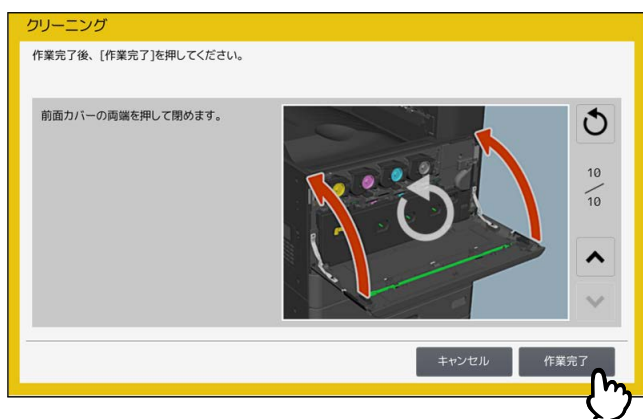 クリーニング
作業完了後、[作業完了]を押してください。
前面カバーの両端を押して閉めます。
10
10
キャンセル
作業完了